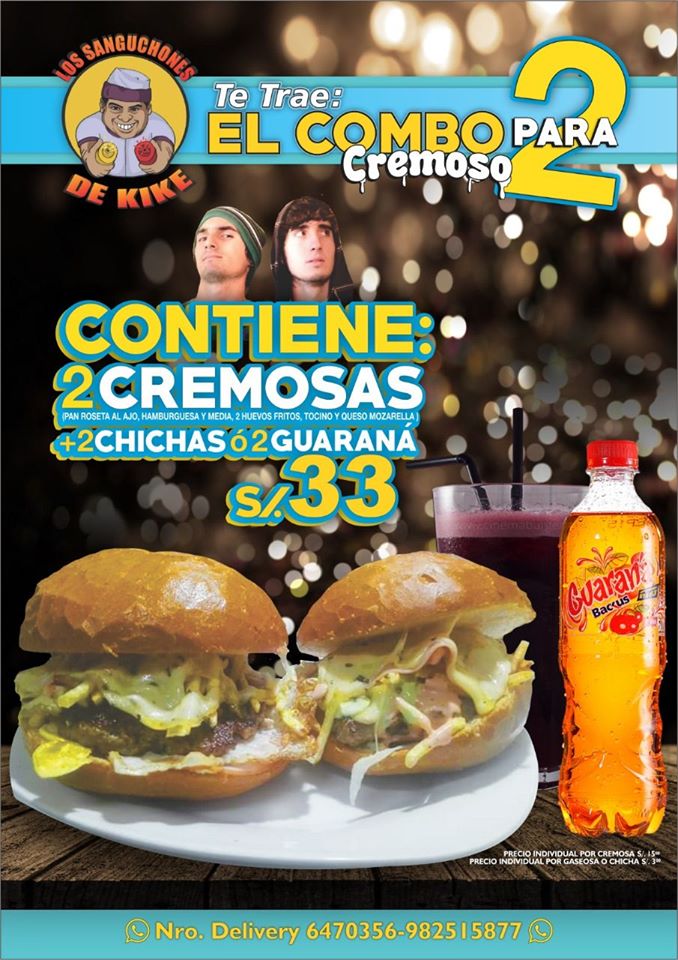 LOS SANGUCHONES
DE KIKE
Te Trae:
EL COMBO PARA 2
Cremoso
CONTIENE:
2 CREMOSAS
(PAN ROSETA AL AJO, HAMBURGUESA Y MEDIA, 2 HUEVOS FRITOS, TOCINO Y QUESO MOZARELLA )
+2 CHICHAS Ó 2 GUARANÁ
S/.33
Guaraná
Backus
PRECIO INDIVIDUAL POR CREMOSA S/. 15⁰⁰
PRECIO INDIVIDUAL POR GASEOSA O CHICHA S/. 3⁰⁰
Nro. Delivery 6470356-982515877